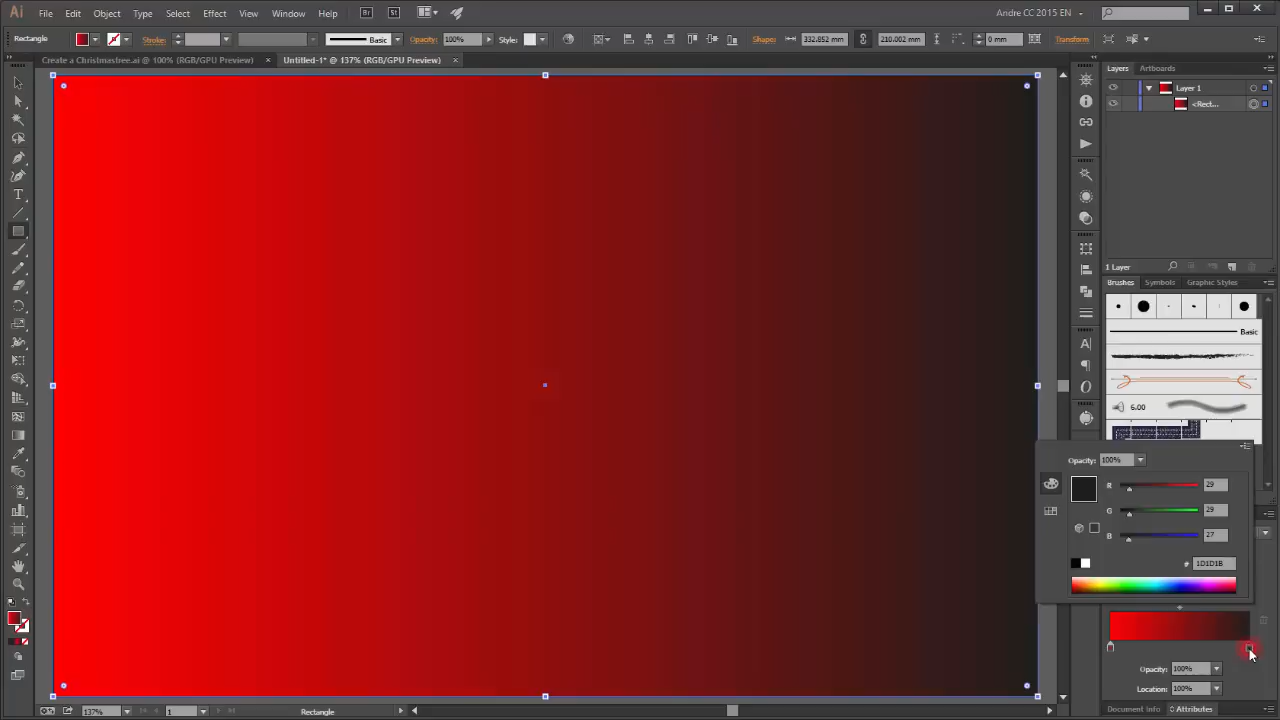 Ai File Edit Object Type Select Effect View Window Help Br St Andre CC 2015 EN
Rectangle Stroke: Basic Opacity: 100% Style: Shape: 332.852 mm 210.002 mm 0 mm Transform
Create a Christmastree.ai @ 100% (RGB/GPU Preview) × Untitled-1* @ 137% (RGB/GPU Preview) ×
Layers Artboards
Layer 1
<Rect...
1 Layer
Brushes Symbols Graphic Styles
Basic
6.00
Opacity: 100%
R 29
G 29
B 27
# 1D1D1B
Opacity: 100%
Location: 100%
137% 1 Rectangle
Document Info Attributes